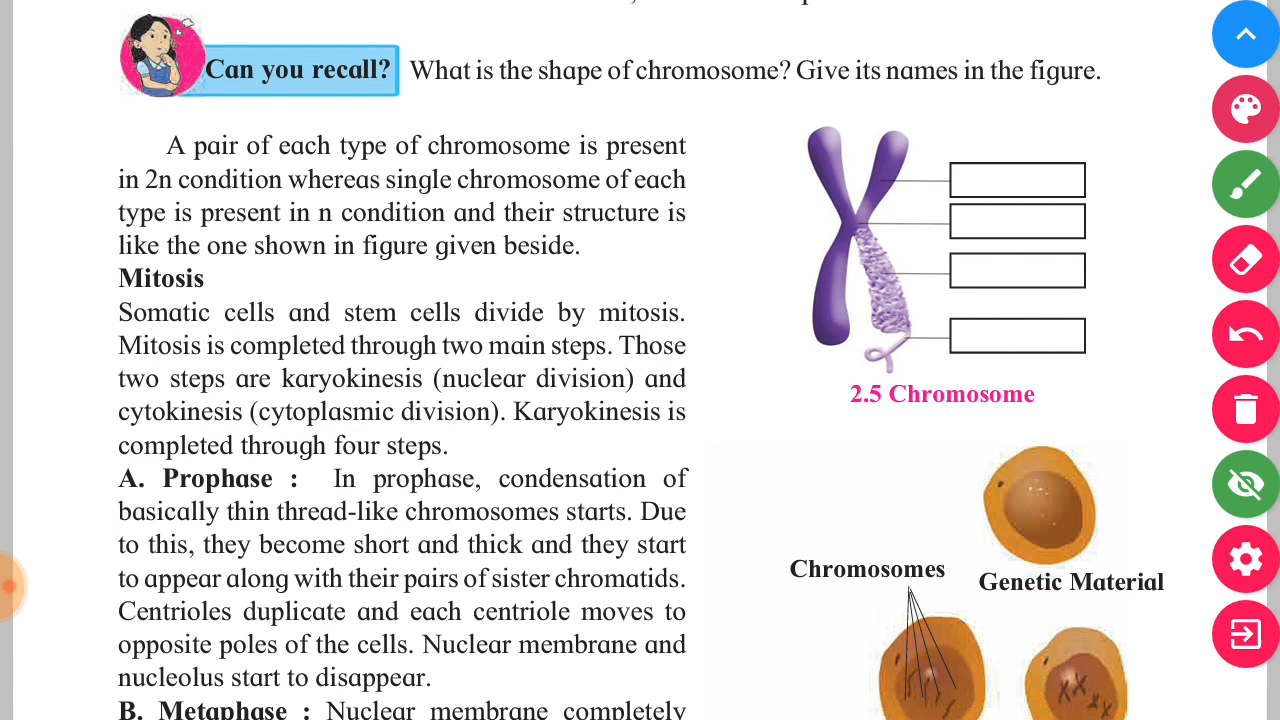 Can you recall? What is the shape of chromosome? Give its names in the figure.
A pair of each type of chromosome is present
in 2n condition whereas single chromosome of each
type is present in n condition and their structure is
like the one shown in figure given beside.
Mitosis
Somatic cells and stem cells divide by mitosis.
Mitosis is completed through two main steps. Those
two steps are karyokinesis (nuclear division) and
cytokinesis (cytoplasmic division). Karyokinesis is
completed through four steps.
A. Prophase : In prophase, condensation of
basically thin thread-like chromosomes starts. Due
to this, they become short and thick and they start
to appear along with their pairs of sister chromatids.
Centrioles duplicate and each centriole moves to
opposite poles of the cells. Nuclear membrane and
nucleolus start to disappear.
B. Metaphase : Nuclear membrane completely
2.5 Chromosome
Chromosomes
Genetic Material